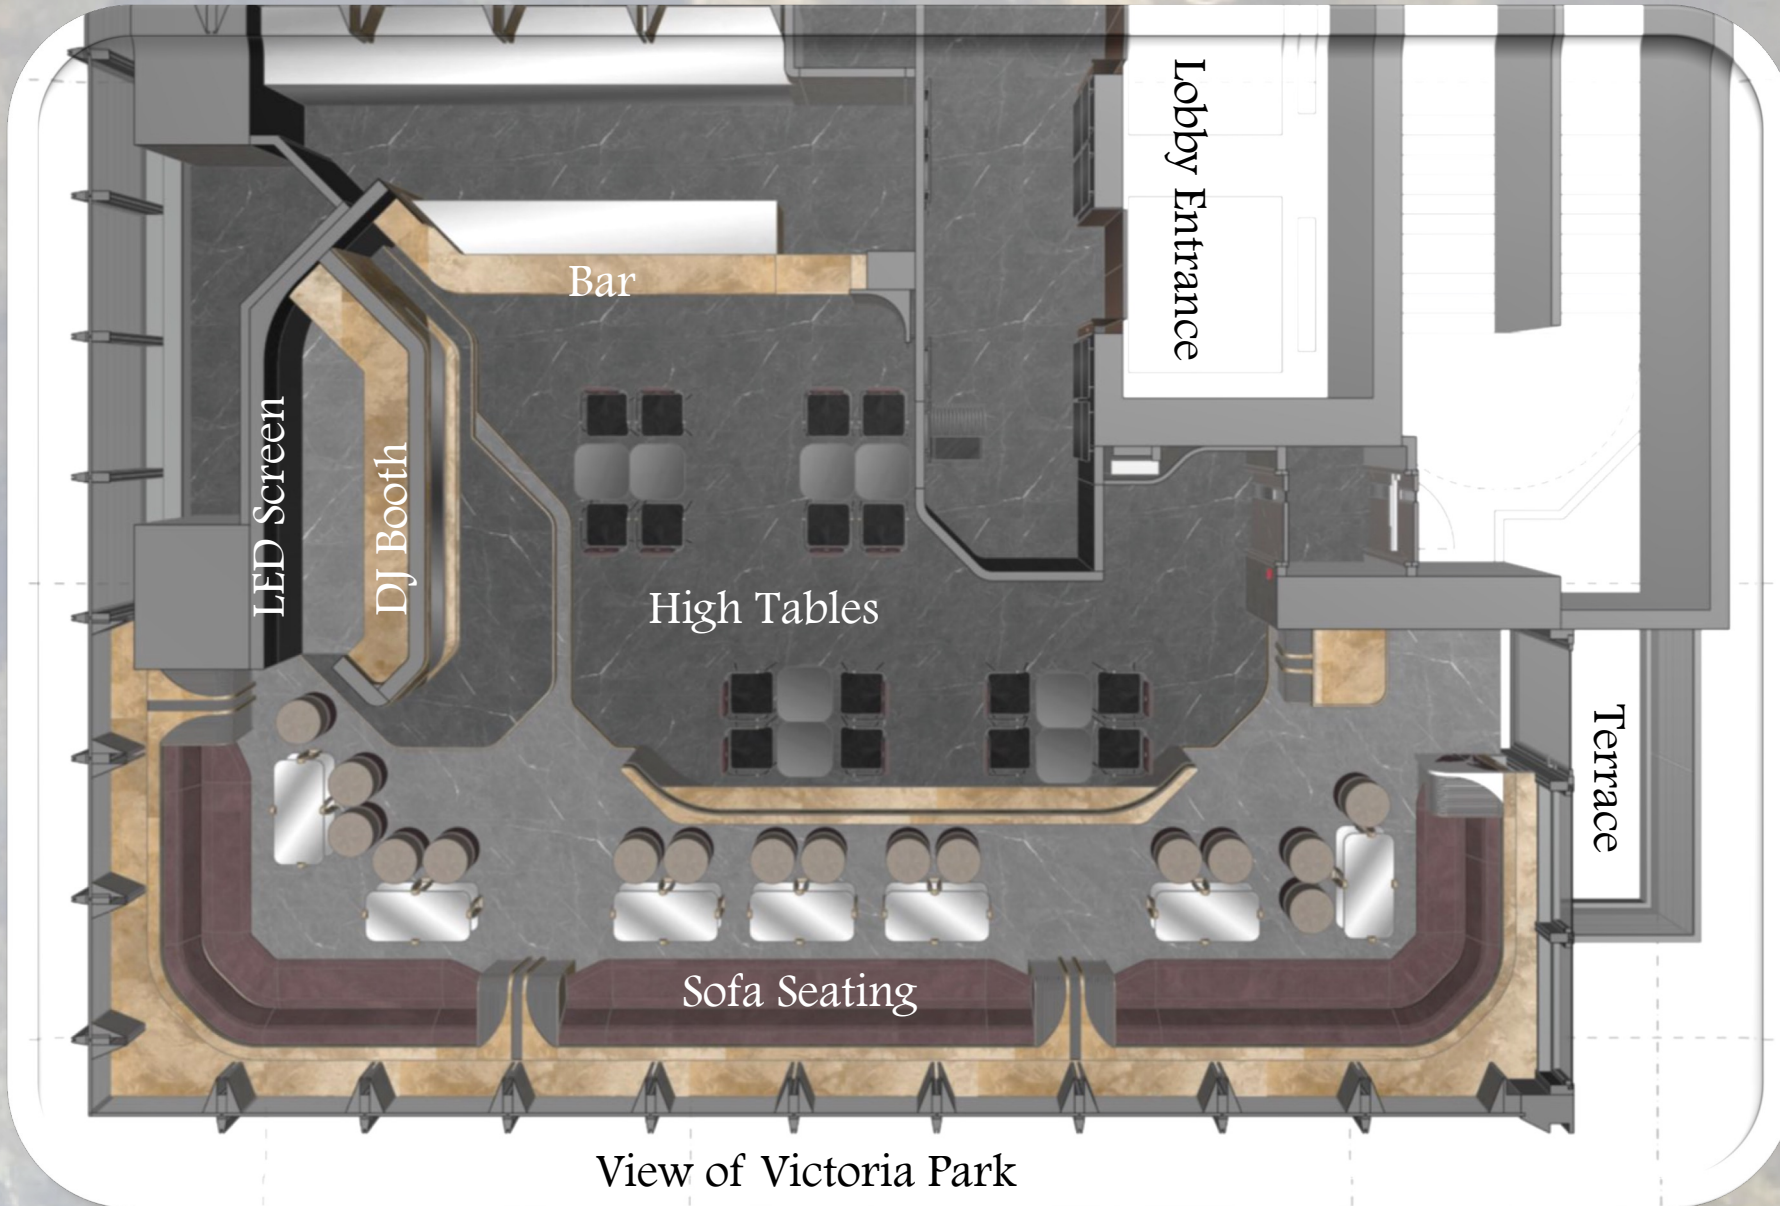 Lobby Entrance
Bar
LED Screen
DJ Booth
High Tables
Terrace
Sofa Seating
View of Victoria Park